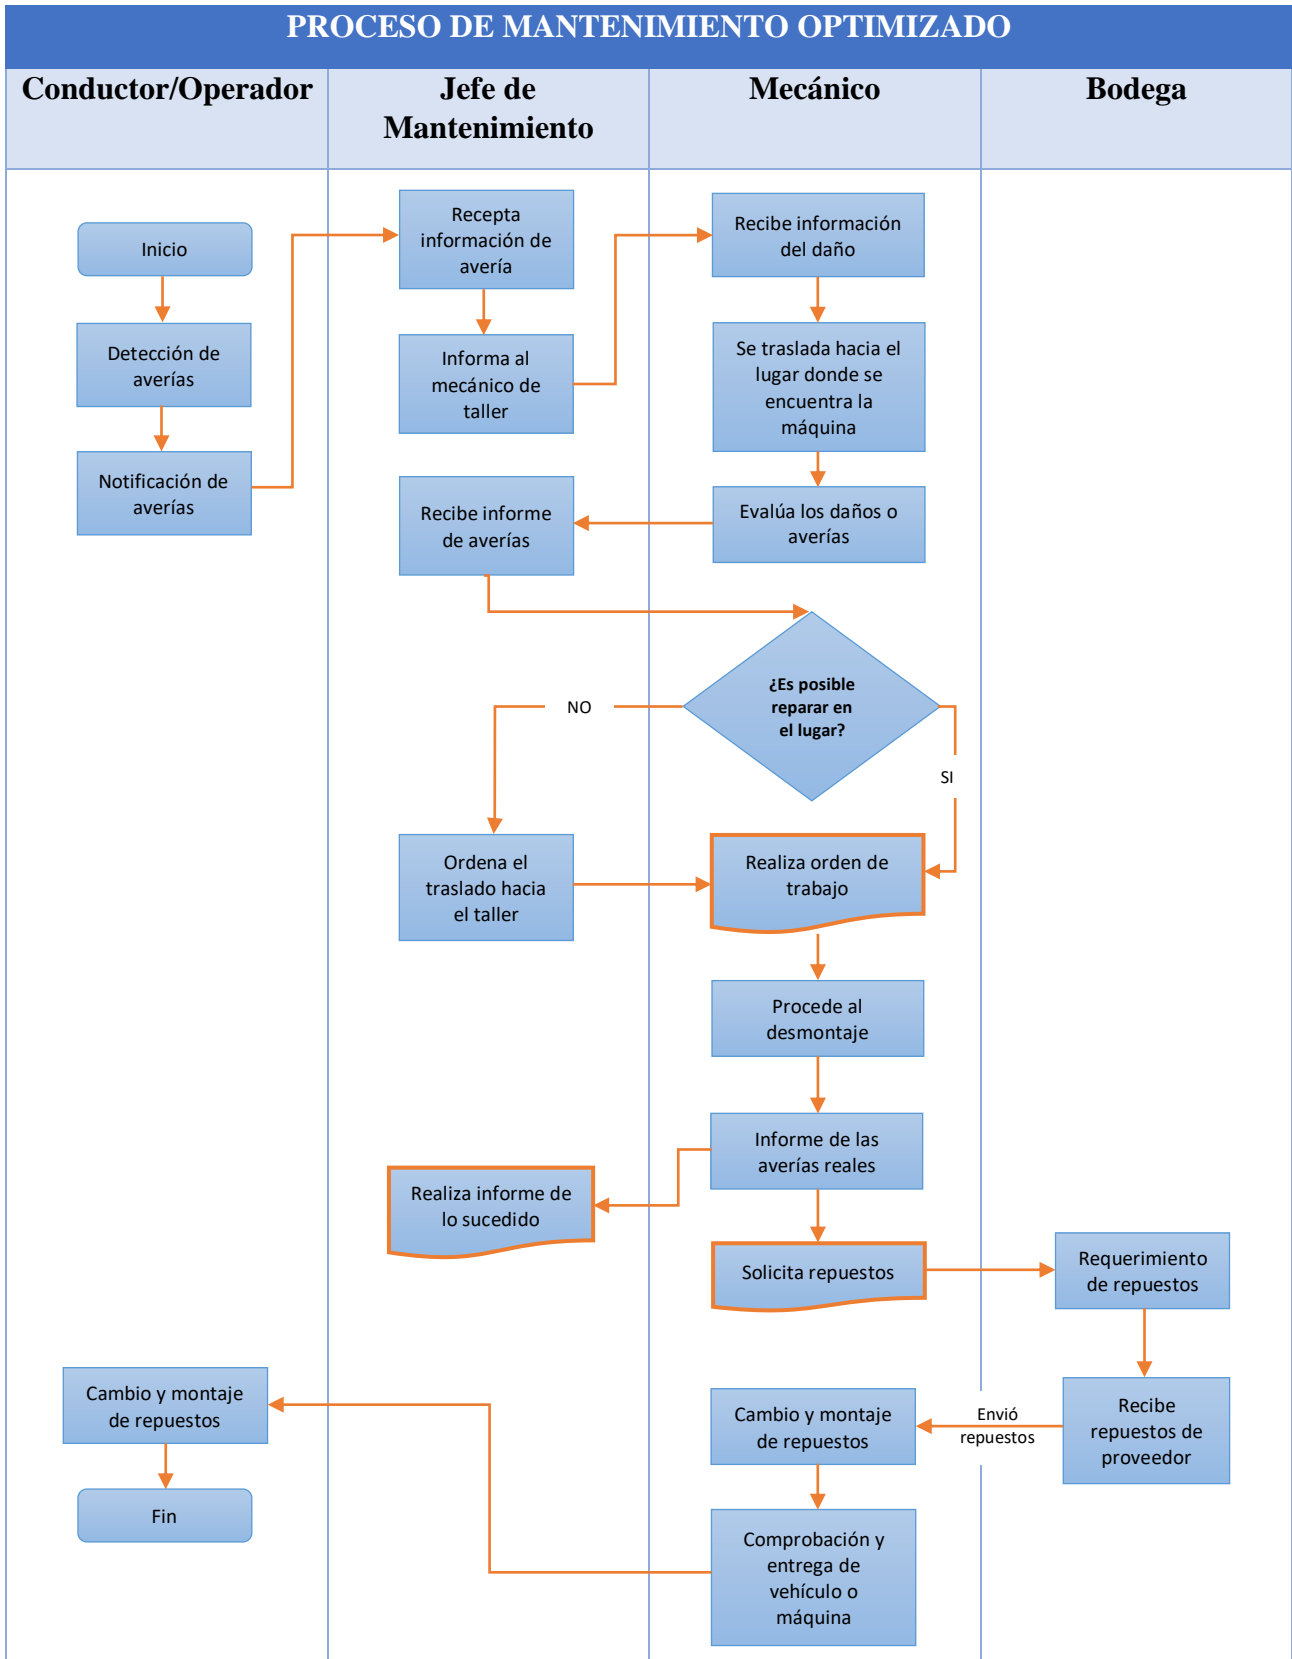 PROCESO DE MANTENIMIENTO OPTIMIZADO
Conductor/Operador
Jefe de
Mantenimiento
Mecánico
Bodega
Inicio
Detección de
averías
Notificación de
averías
Recepta
información de
avería
Informa al
mecánico de
taller
Recibe información
del daño
Se traslada hacia el
lugar donde se
encuentra la
máquina
Evalúa los daños o
averías
Recibe informe
de averías
¿Es posible
reparar en
el lugar?
NO
SI
Ordena el
traslado hacia
el taller
Realiza orden de
trabajo
Procede al
desmontaje
Informe de las
averías reales
Realiza informe de
lo sucedido
Solicita repuestos
Requerimiento
de repuestos
Recibe
repuestos de
proveedor
Envió
repuestos
Cambio y montaje
de repuestos
Comprobación y
entrega de
vehículo o
máquina
Cambio y montaje
de repuestos
Fin